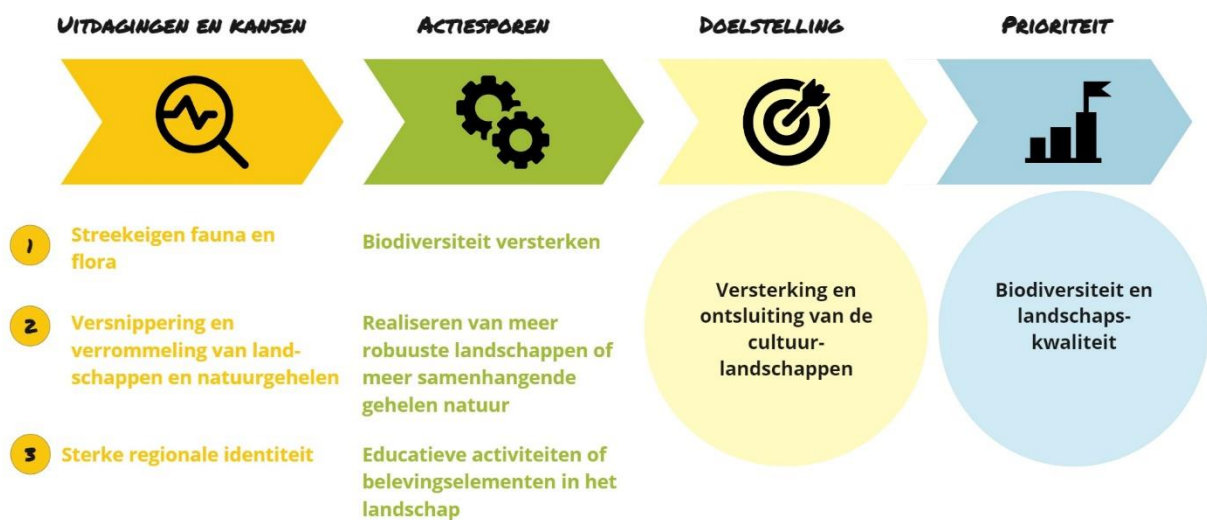 UITDAGINGEN EN KANSEN
ACTIESPOREN
DOELSTELLING
PRIORITEIT
1
Streekeigen fauna en
flora
Biodiversiteit versterken
2
Versnippering en
verrommeling van land-
schappen en natuurgehelen
Realiseren van meer
robuuste landschappen of
meer samenhangende
gehelen natuur
3
Sterke regionale identiteit
Educatieve activiteiten of
belevingselementen in het
landschap
Versterking en
ontsluiting van de
cultuur-
landschappen
Biodiversiteit en
landschaps-
kwaliteit